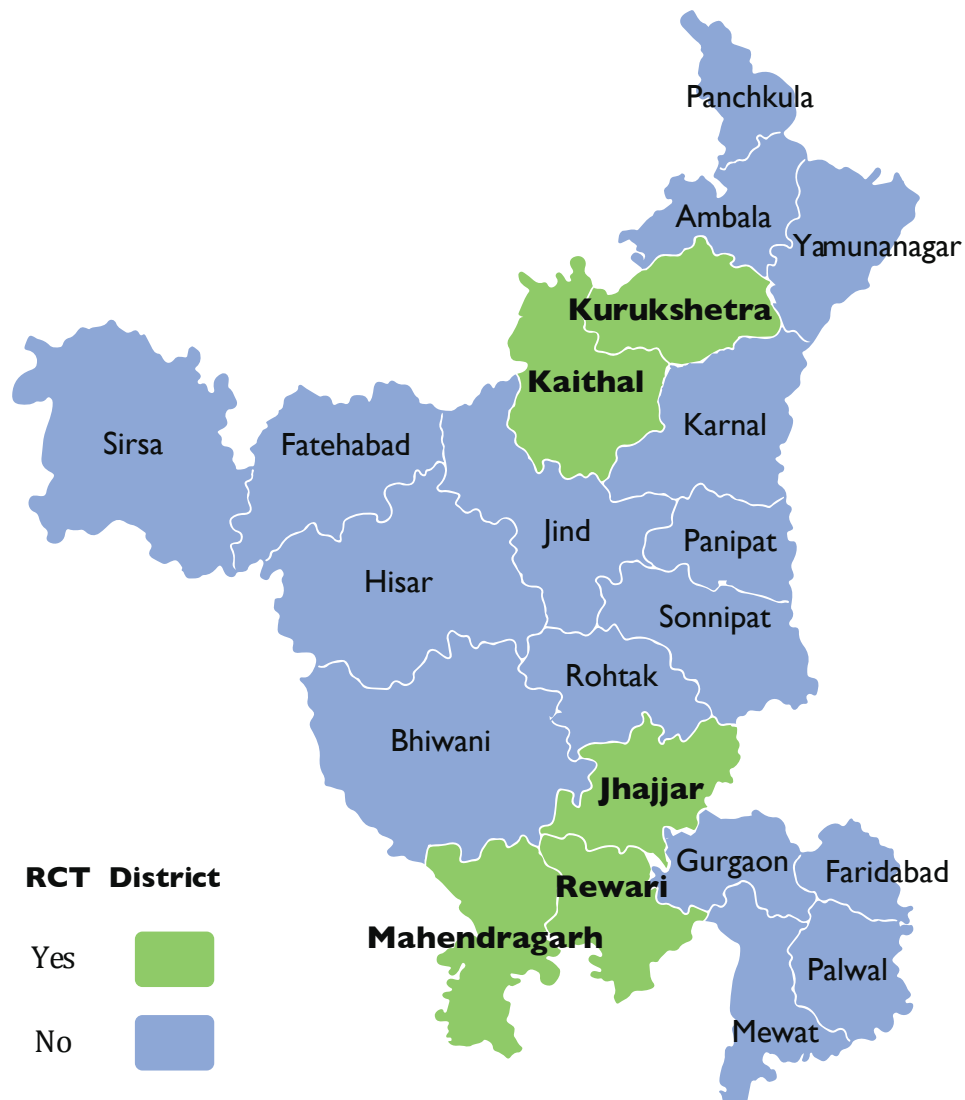 Panchkula
Ambala
Yamunanagar
Kurukshetra
Kaithal
Karnal
Sirsa
Fatehabad
Jind
Panipat
Hisar
Sonnipat
Rohtak
Bhiwani
Jhajjar
Gurgaon
Faridabad
Rewari
Mahendragarh
Palwal
Mewat
RCT District
Yes
No